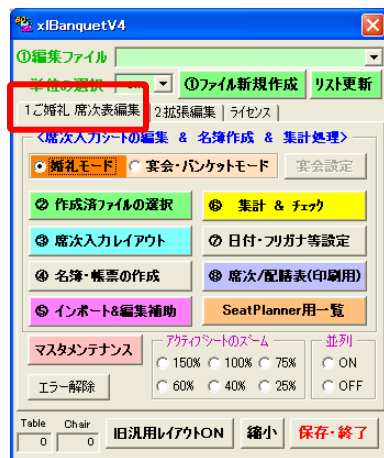 xlBanquetV4
①編集ファイル
単位の選択
①ファイル新規作成 リスト更新
1ご婚礼 席次表編集 2拡張編集 ライセンス
<席次入力シートの編集 & 名簿作成 & 集計処理>
婚礼モード 宴会・バンケットモード 宴会設定
② 作成済ファイルの選択 ⑥ 集計 & チェック
③ 席次入力レイアウト ⑦ 日付・フリガナ等設定
④ 名簿・帳票の作成 ⑧ 席次/配膳表(印刷用)
⑤ インポート&編集補助 SeatPlanner用一覧
マスタメンテナンス アクティブシートのズーム 並列
150% 100% 75% ON
エラー解除 60% 40% 25% OFF
Table Chair
0 0 旧汎用レイアウトON 縮小 保存・終了